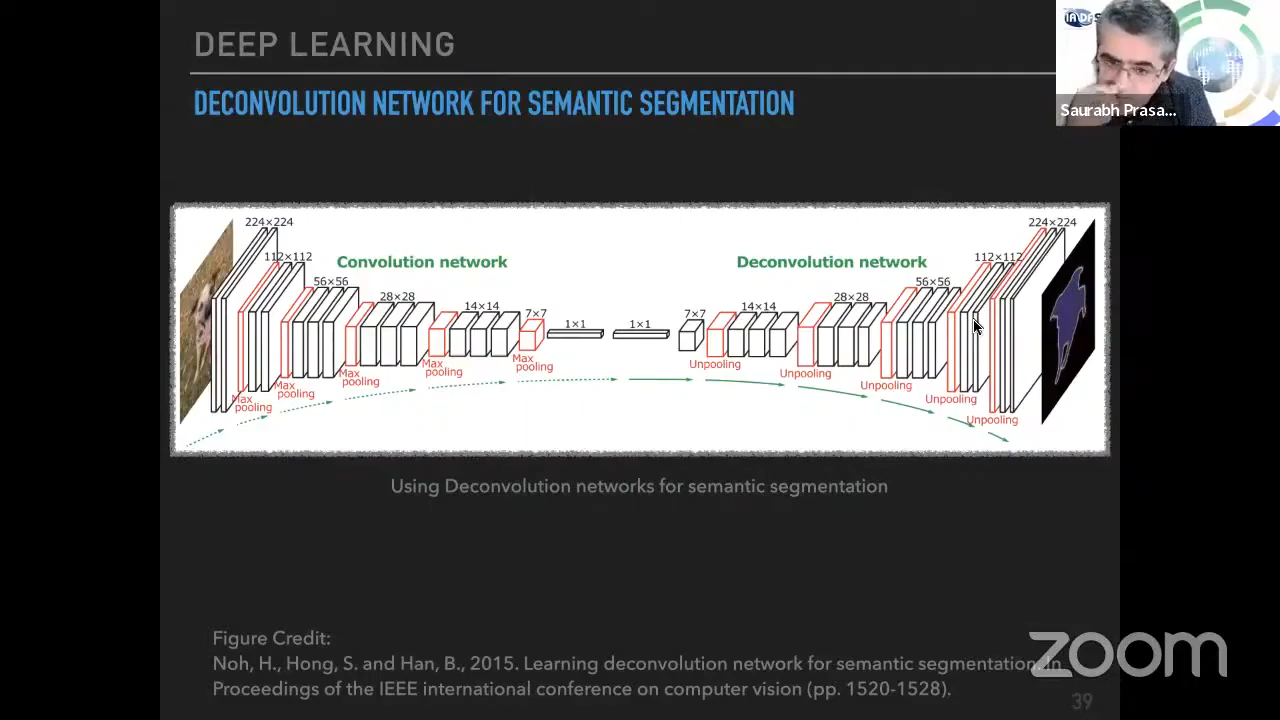 DEEP LEARNING
DECONVOLUTION NETWORK FOR SEMANTIC SEGMENTATION
Saurabh Prasa...
224×224
112×112
56×56
28×28
14×14
7×7
1×1
1×1
7×7
14×14
28×28
56×56
112×112
224×224
Convolution network
Deconvolution network
Max
pooling
Max
pooling
Max
pooling
Max
pooling
Max
pooling
Unpooling
Unpooling
Unpooling
Unpooling
Unpooling
Using Deconvolution networks for semantic segmentation
Figure Credit:
Noh, H., Hong, S. and Han, B., 2015. Learning deconvolution network for semantic segmentation. In
Proceedings of the IEEE international conference on computer vision (pp. 1520-1528).
zoom
39